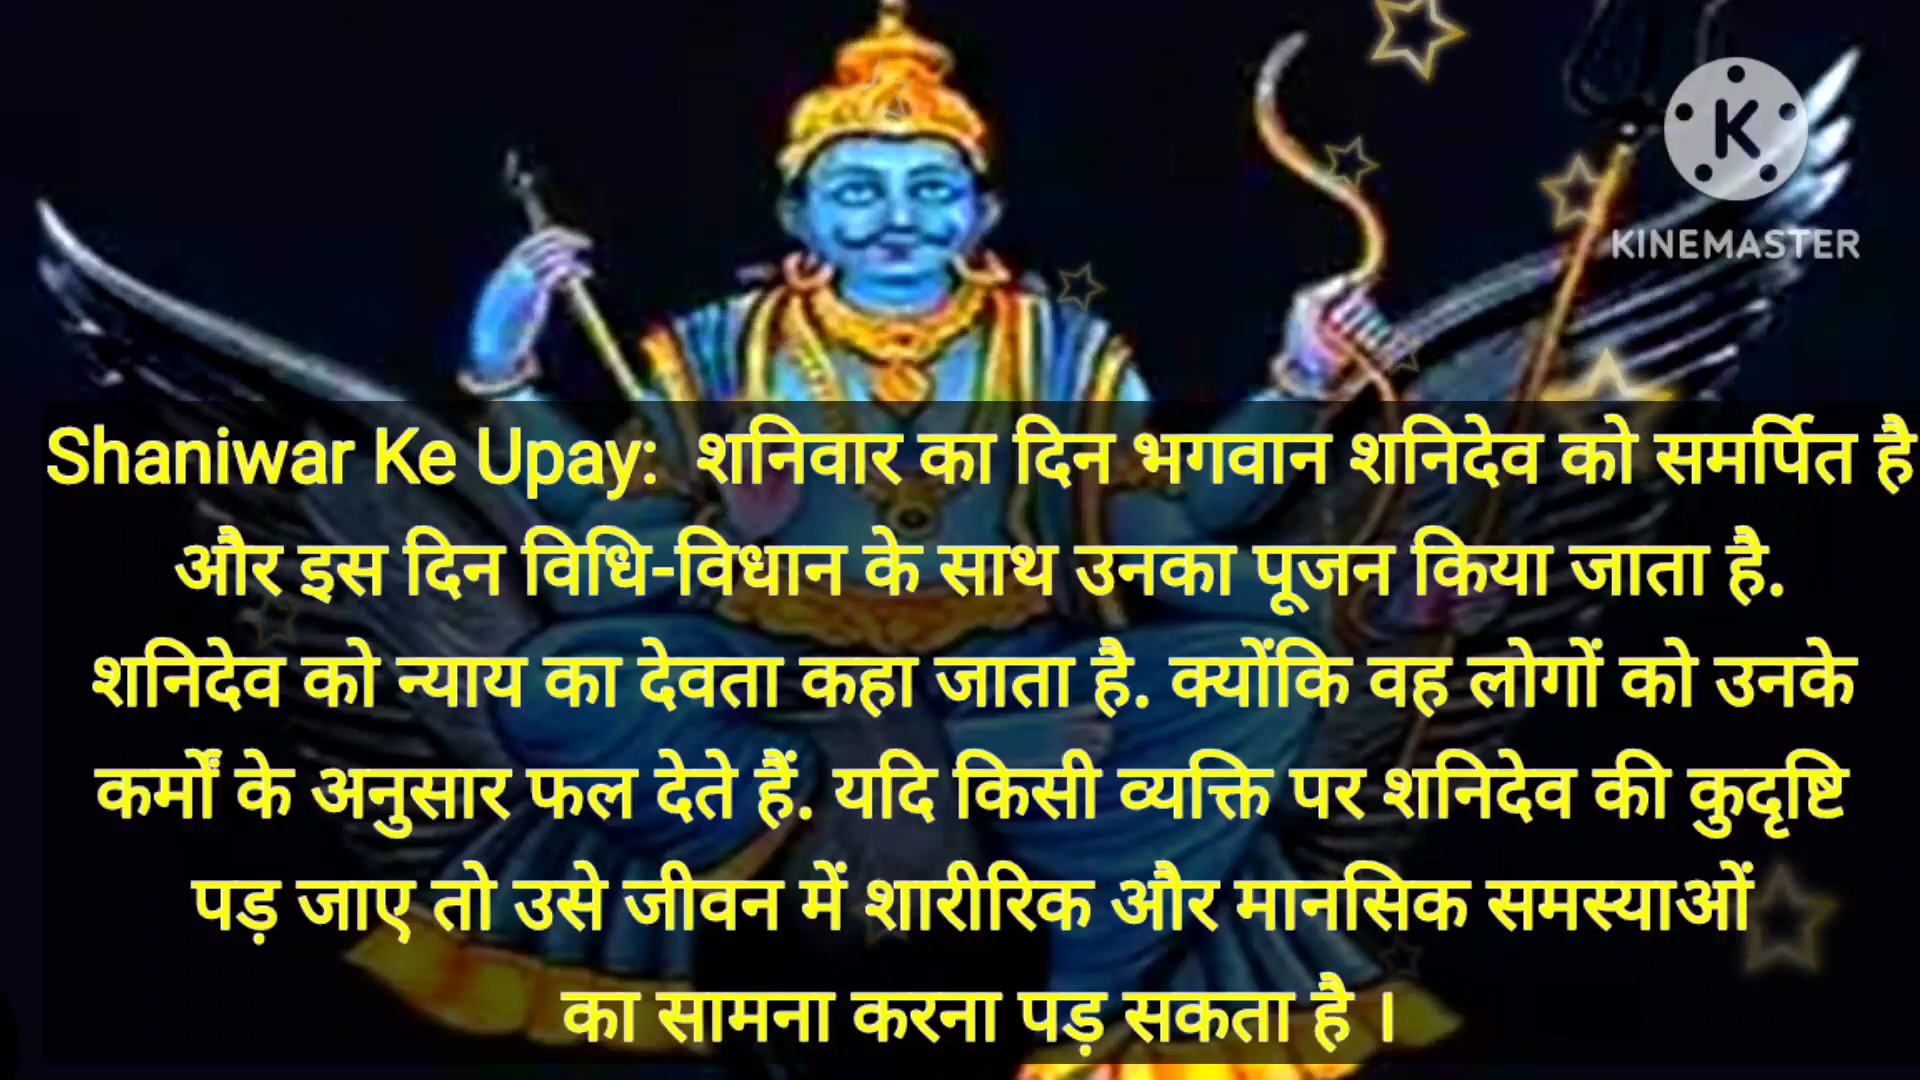 KINEMASTER
Shaniwar Ke Upay: शनिवार का दिन भगवान शनिदेव को समर्पित है
और इस दिन विधि-विधान के साथ उनका पूजन किया जाता है.
शनिदेव को न्याय का देवता कहा जाता है. क्योंकि वह लोगों को उनके
कर्मों के अनुसार फल देते हैं. यदि किसी व्यक्ति पर शनिदेव की कुदृष्टि
पड़ जाए तो उसे जीवन में शारीरिक और मानसिक समस्याओं
का सामना करना पड़ सकता है ।